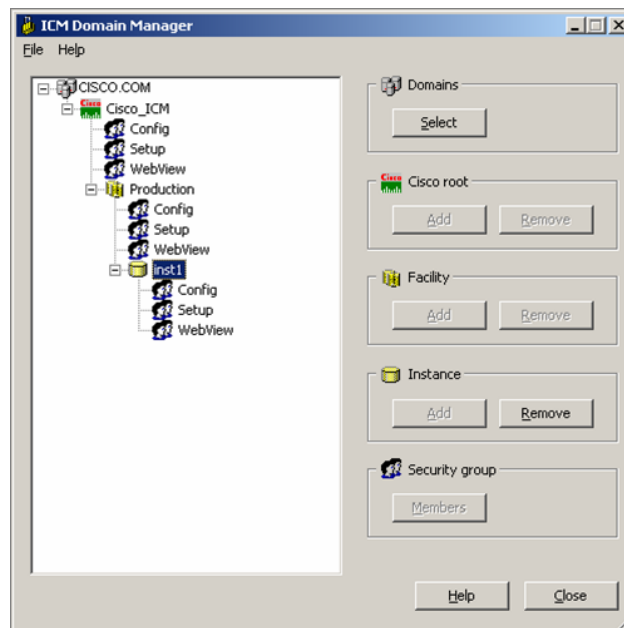 ICM Domain Manager
File Help
CISCO.COM
Cisco_ICM
Config
Setup
WebView
Production
Config
Setup
WebView
inst1
Config
Setup
WebView
Domains
Select
Cisco
Cisco root
Add Remove
Facility
Add Remove
Instance
Add Remove
Security group
Members
Help Close